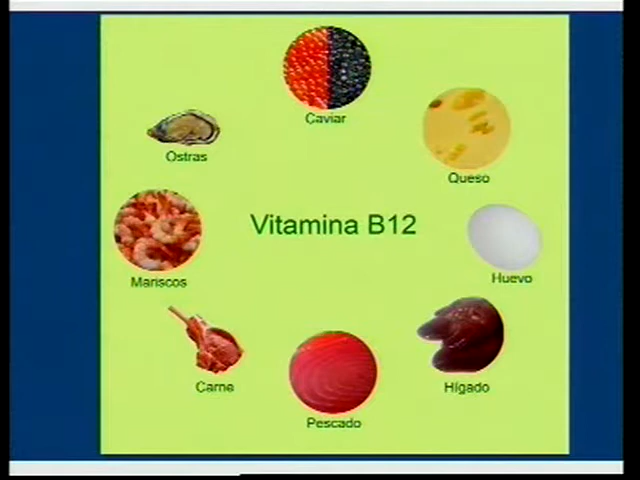 Caviar
Ostras
Queso
Vitamina B12
Mariscos
Huevo
Carne
Hígado
Pescado